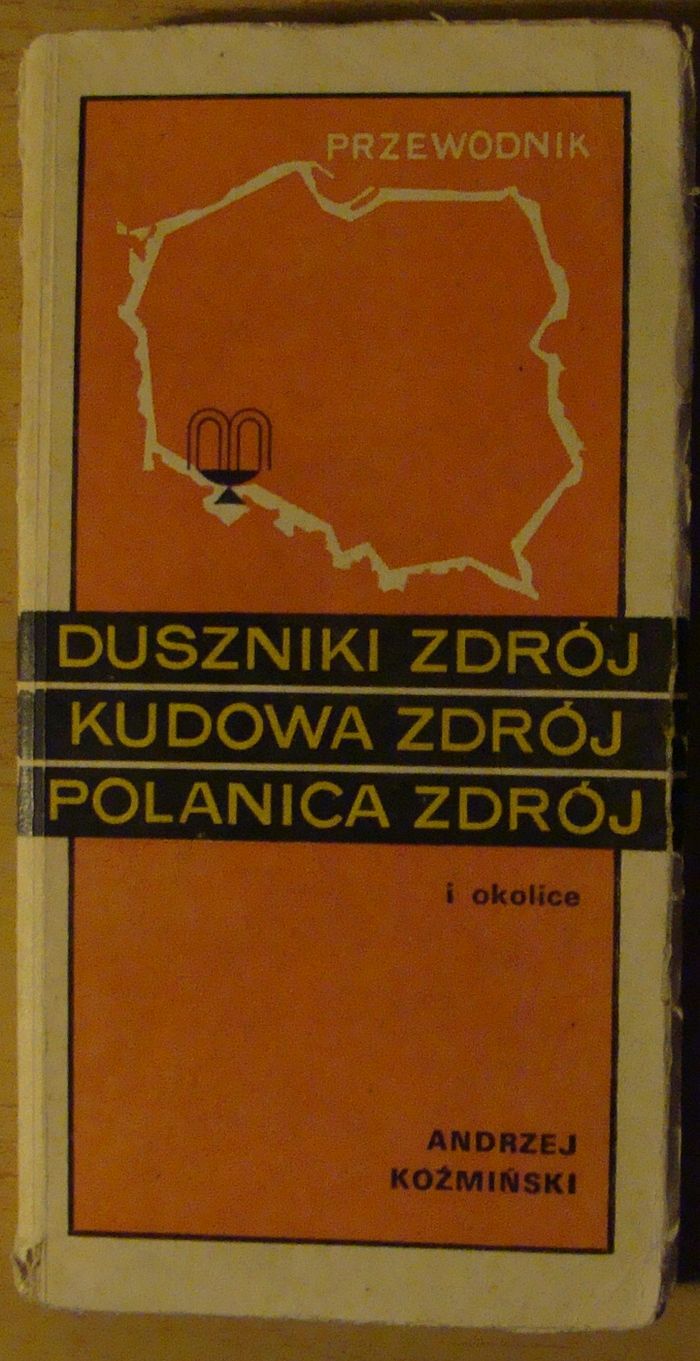 PRZEWODNIK
DUSZNIKI ZDRÓJ
KUDOWA ZDRÓJ
POLANICA ZDRÓJ
i okolice
ANDRZEJ
KOŹMIŃSKI